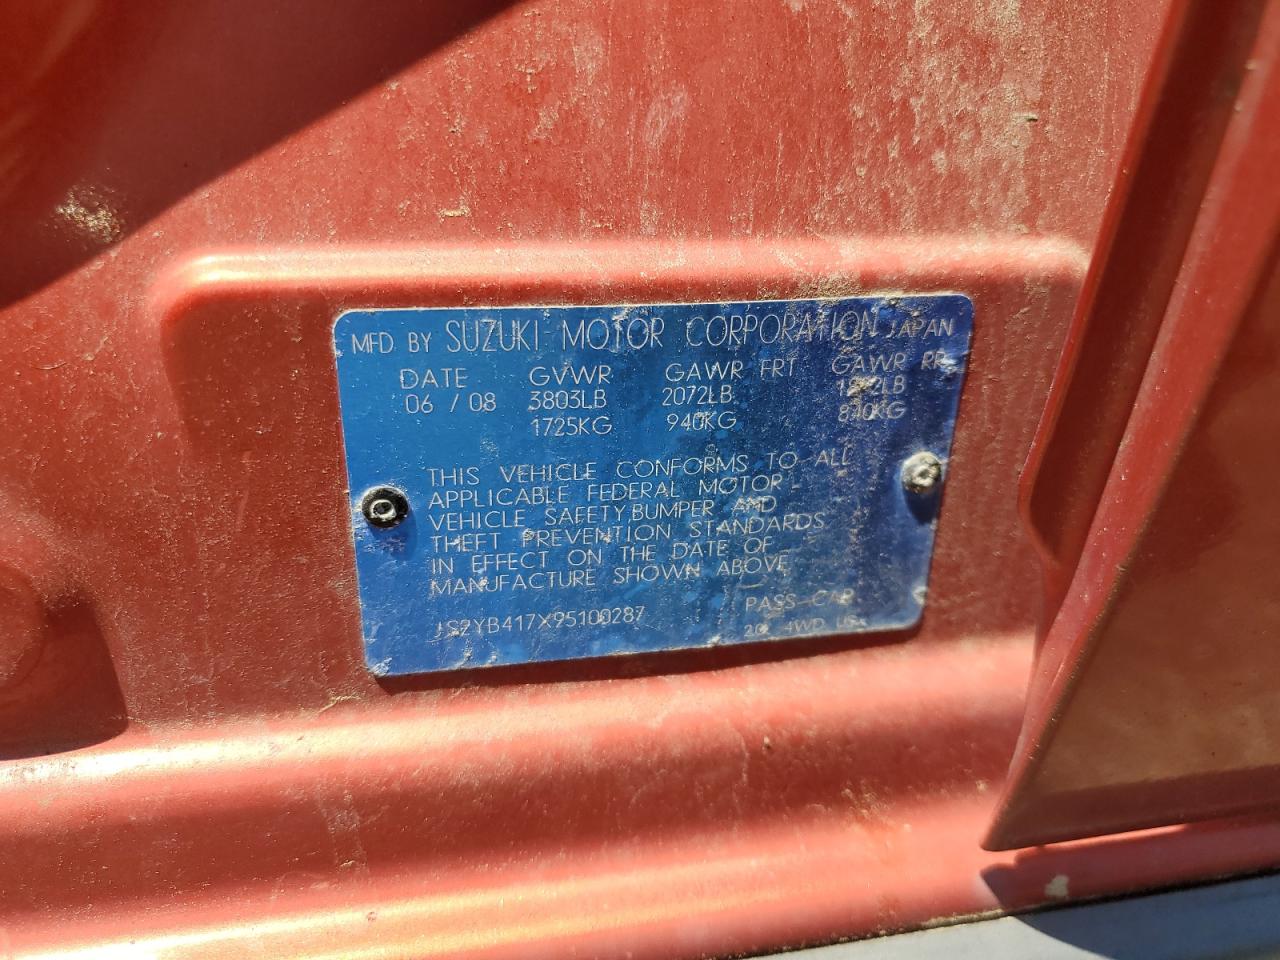 MFD BY SUZUKI MOTOR CORPORATION JAPAN
DATE GVWR GAWR FRT GAWR RR
06 / 08 3803LB 2072LB
1725KG 940KG 840KG
THIS VEHICLE CONFORMS TO ALL
APPLICABLE FEDERAL MOTOR
VEHICLE SAFETY,BUMPER AND
THEFT PREVENTION STANDARDS
IN EFFECT ON THE DATE OF
MANUFACTURE SHOWN ABOVE
JS2YB417X95100287 PASS-CAR
4WD